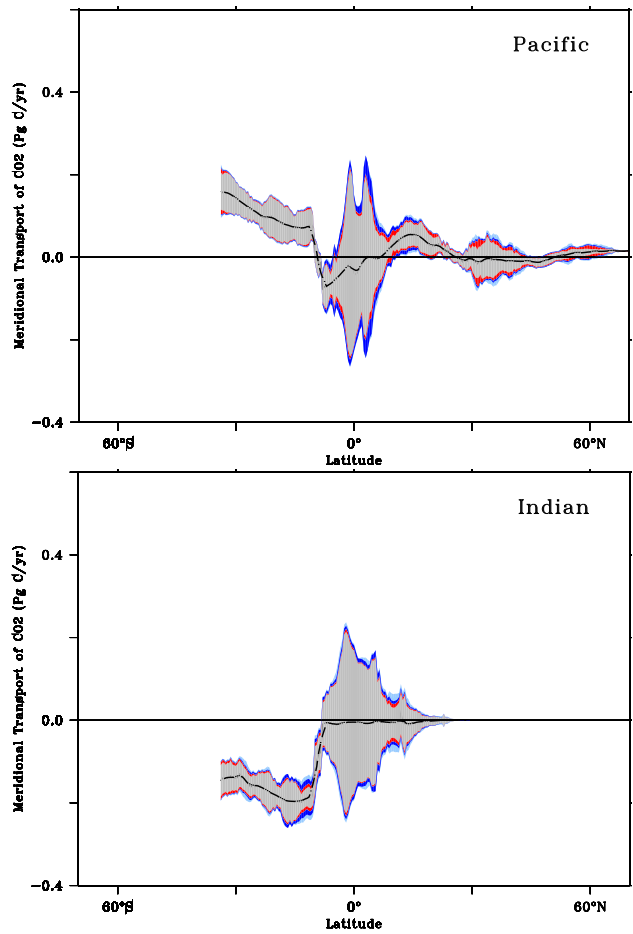 Pacific
Meridional Transport of CO2 (Pg C/yr)
0.4
0.0
−0.4
60°S
0°
60°N
Latitude
Indian
Meridional Transport of CO2 (Pg C/yr)
0.4
0.0
−0.4
60°S
0°
60°N
Latitude